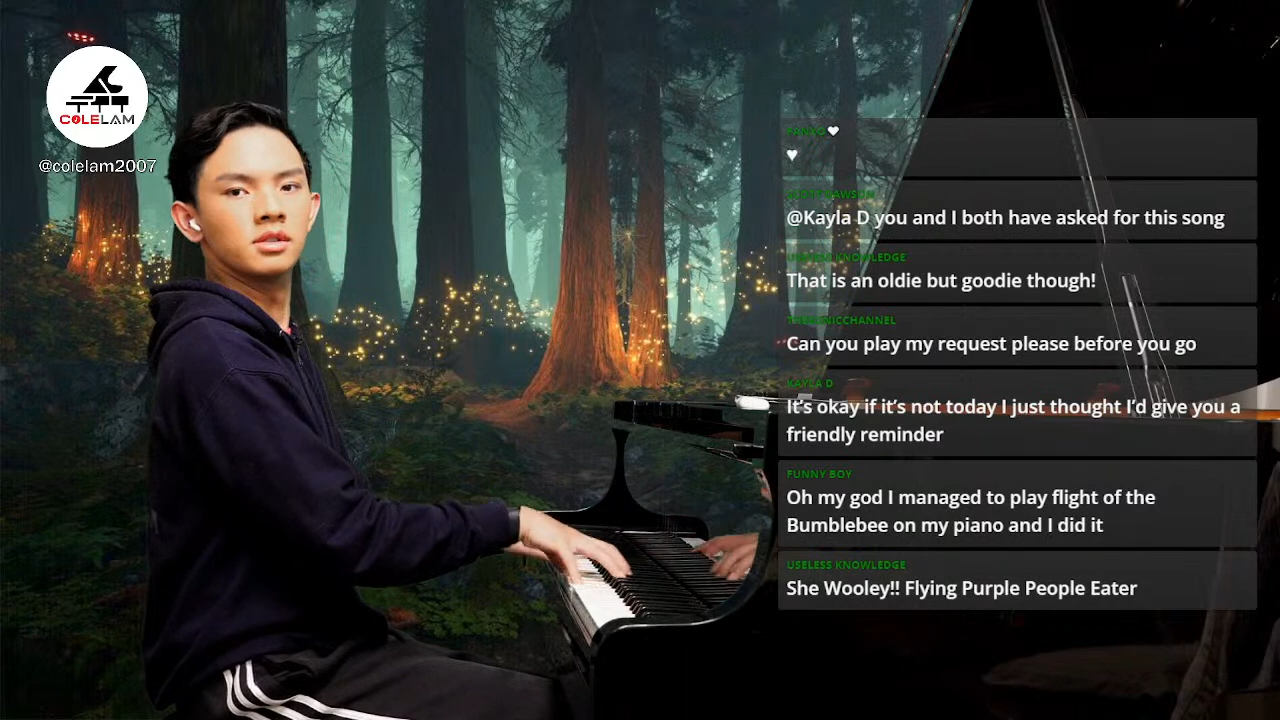 COLELAM
@colelam2007
@Kayla D you and I both have asked for this song
USELESS KNOWLEDGE
That is an oldie but goodie though!
Can you play my request please before you go
KAYLA D
It's okay if it's not today I just thought I'd give you a
friendly reminder
FUNNY BOY
Oh my god I managed to play flight of the
Bumblebee on my piano and I did it
USELESS KNOWLEDGE
She Wooley!! Flying Purple People Eater